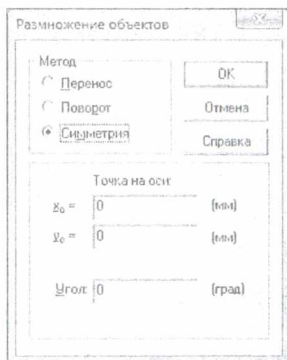 Размножение объектов
Метод
Перенос
Поворот
Симметрия
ОК
Отмена
Справка
Точка на оси:
x₀ = 0 (мм)
y₀ = 0 (мм)
Угол: 0 (град)